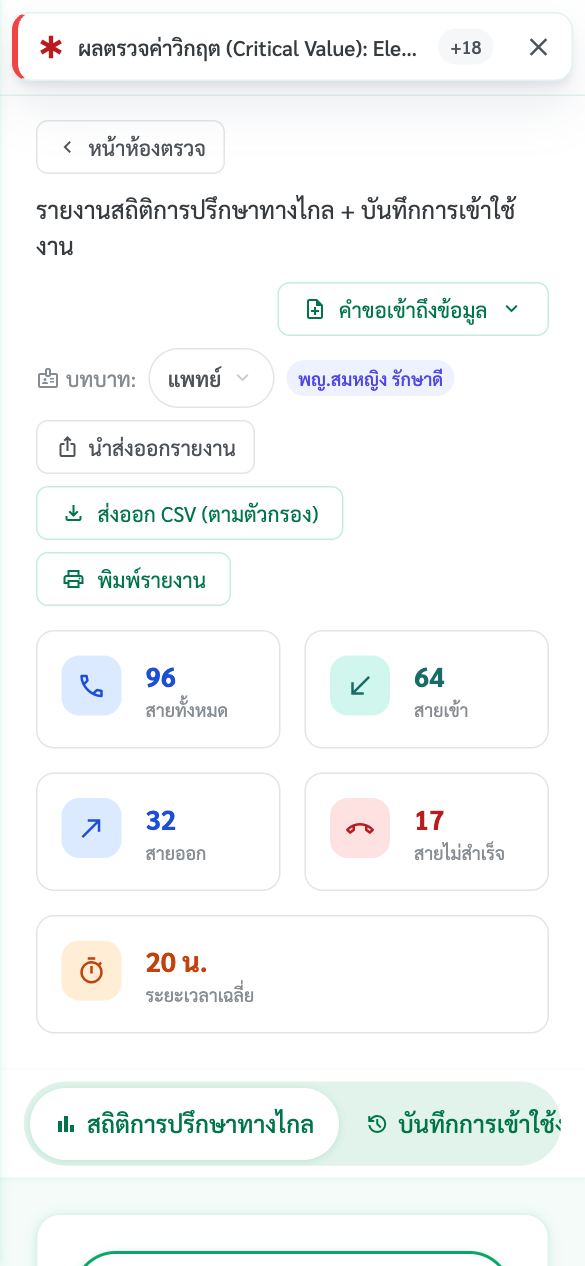 ผลตรวจค่าวิกฤต (Critical Value): Ele...
+18
หน้าห้องตรวจ
รายงานสถิติการปรึกษาทางไกล + บันทึกการเข้าใช้
งาน
คำขอเข้าถึงข้อมูล
บทบาท:
แพทย์
พญ.สมหญิง รักษาดี
นำส่งออกรายงาน
ส่งออก CSV (ตามตัวกรอง)
พิมพ์รายงาน
96
สายทั้งหมด
64
สายเข้า
32
สายออก
17
สายไม่สำเร็จ
20 น.
ระยะเวลาเฉลี่ย
สถิติการปรึกษาทางไกล
บันทึกการเข้าใช้ง